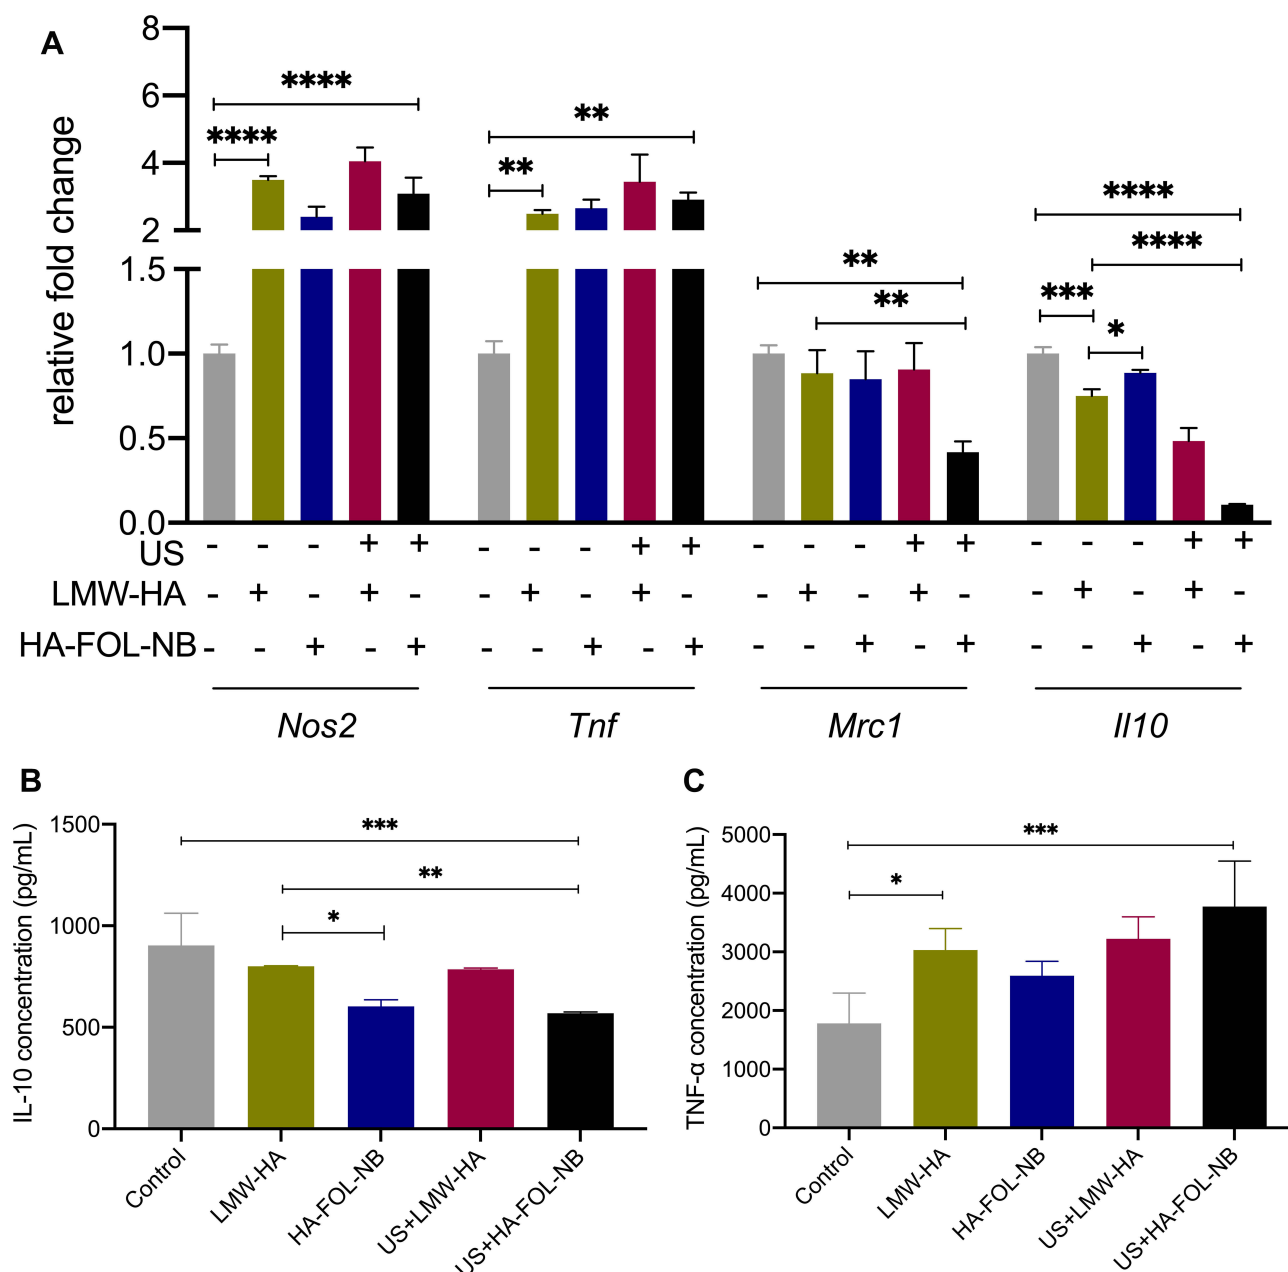 A
relative fold change
8
6
4
2
1.5
1.0
0.5
0.0
**** ****
** **
** **
**** **** *** *
US - - - + + - - - + + - - - + + - - - + +
LMW-HA - + - + - - + - + - - + - + - - + - + -
HA-FOL-NB - - + - + - - + - + - - + - + - - + - +
Nos2 Tnf Mrc1 Il10
B
IL-10 concentration (pg/mL)
1500
1000
500
0
***
**
*
Control LMW-HA HA-FOL-NB US+LMW-HA US+HA-FOL-NB
C
TNF-α concentration (pg/mL)
5000
4000
3000
2000
1000
0
***
*
Control LMW-HA HA-FOL-NB US+LMW-HA US+HA-FOL-NB